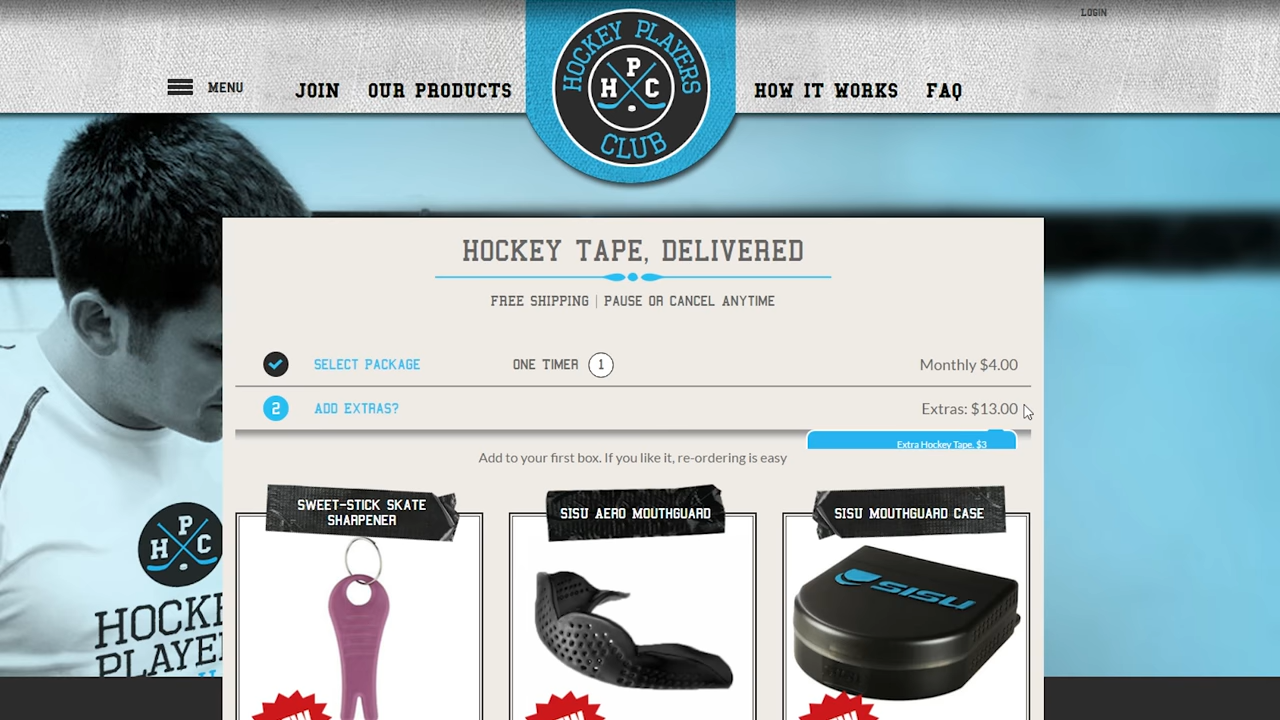 LOGIN
MENU
JOIN
OUR PRODUCTS
HOCKEY PLAYERS
P
H C
CLUB
HOW IT WORKS
FAQ
HOCKEY TAPE, DELIVERED
FREE SHIPPING | PAUSE OR CANCEL ANYTIME
SELECT PACKAGE ONE TIMER 1 Monthly $4.00
2 ADD EXTRAS? Extras: $13.00
Extra Hockey Tape. $3
Add to your first box. If you like it, re-ordering is easy
SWEET-STICK SKATE
SHARPENER
SISU AERO MOUTHGUARD
SISU MOUTHGUARD CASE
SISU
P
H C
HOCKE
PLAYE